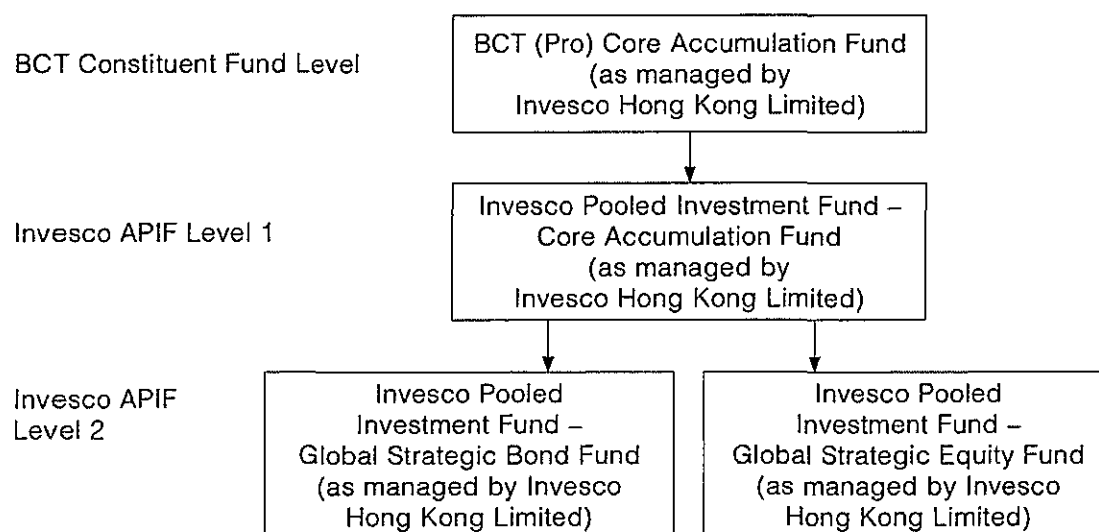 BCT Constituent Fund Level
BCT (Pro) Core Accumulation Fund
(as managed by
Invesco Hong Kong Limited)
Invesco APIF Level 1
Invesco Pooled Investment Fund –
Core Accumulation Fund
(as managed by
Invesco Hong Kong Limited)
Invesco APIF
Level 2
Invesco Pooled
Investment Fund –
Global Strategic Bond Fund
(as managed by Invesco
Hong Kong Limited)
Invesco Pooled
Investment Fund –
Global Strategic Equity Fund
(as managed by Invesco
Hong Kong Limited)